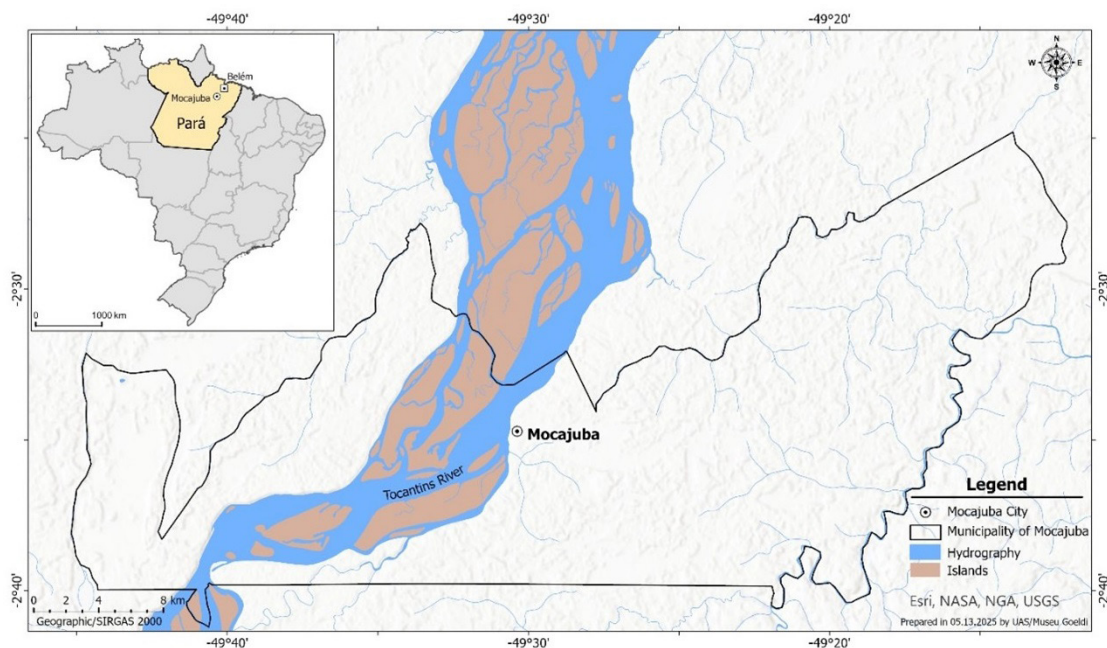 -49°40'
-49°30'
-49°20'
Belém
Mocajuba
Pará
0 1000 km
N
W E
S
-2°30'
-2°30'
Mocajuba
Tocantins River
Legend
Mocajuba City
Municipality of Mocajuba
Hydrography
Islands
-2°40'
-2°40'
0 2 4 8 km
Geographic/SIRGAS 2000
Esri, NASA, NGA, USGS
Prepared in 05.13.2025 by UAS/Museu Goeldi
-49°40'
-49°30'
-49°20'